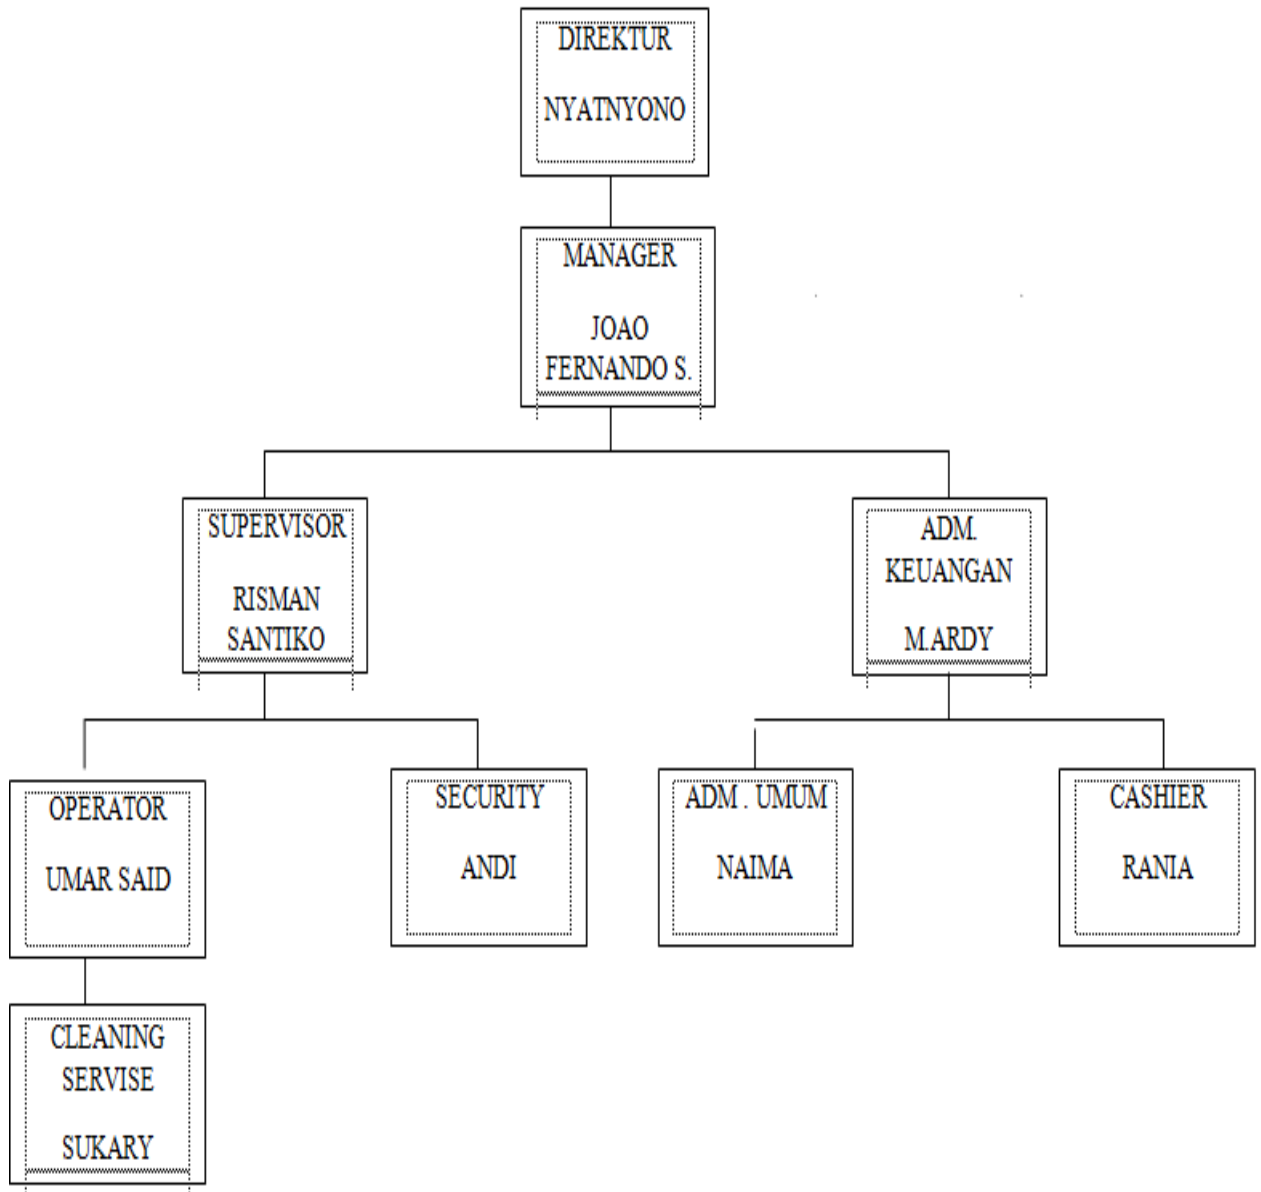 DIREKTUR
NYATNYONO
MANAGER
JOAO
FERNANDO S.
SUPERVISOR
RISMAN
SANTIKO
ADM.
KEUANGAN
M.ARDY
OPERATOR
UMAR SAID
SECURITY
ANDI
ADM . UMUM
NAIMA
CASHIER
RANIA
CLEANING
SERVISE
SUKARY